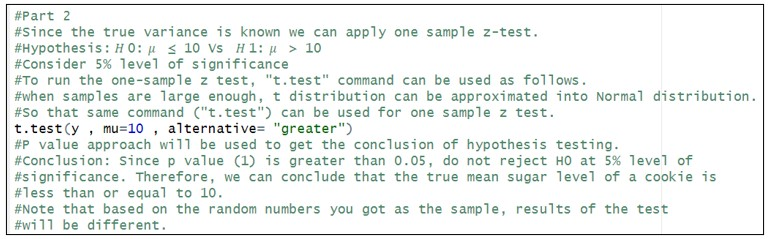 #Part 2
#Since the true variance is known we can apply one sample z-test.
#Hypothesis: H 0: μ ≤ 10 Vs H 1: μ > 10
#Consider 5% level of significance
#To run the one-sample z test, "t.test" command can be used as follows.
#when samples are large enough, t distribution can be approximated into Normal distribution.
#So that same command ("t.test") can be used for one sample z test.
t.test(y , mu=10 , alternative= "greater")
#P value approach will be used to get the conclusion of hypothesis testing.
#Conclusion: Since p value (1) is greater than 0.05, do not reject H0 at 5% level of
#significance. Therefore, we can conclude that the true mean sugar level of a cookie is
#less than or equal to 10.
#Note that based on the random numbers you got as the sample, results of the test
#will be different.